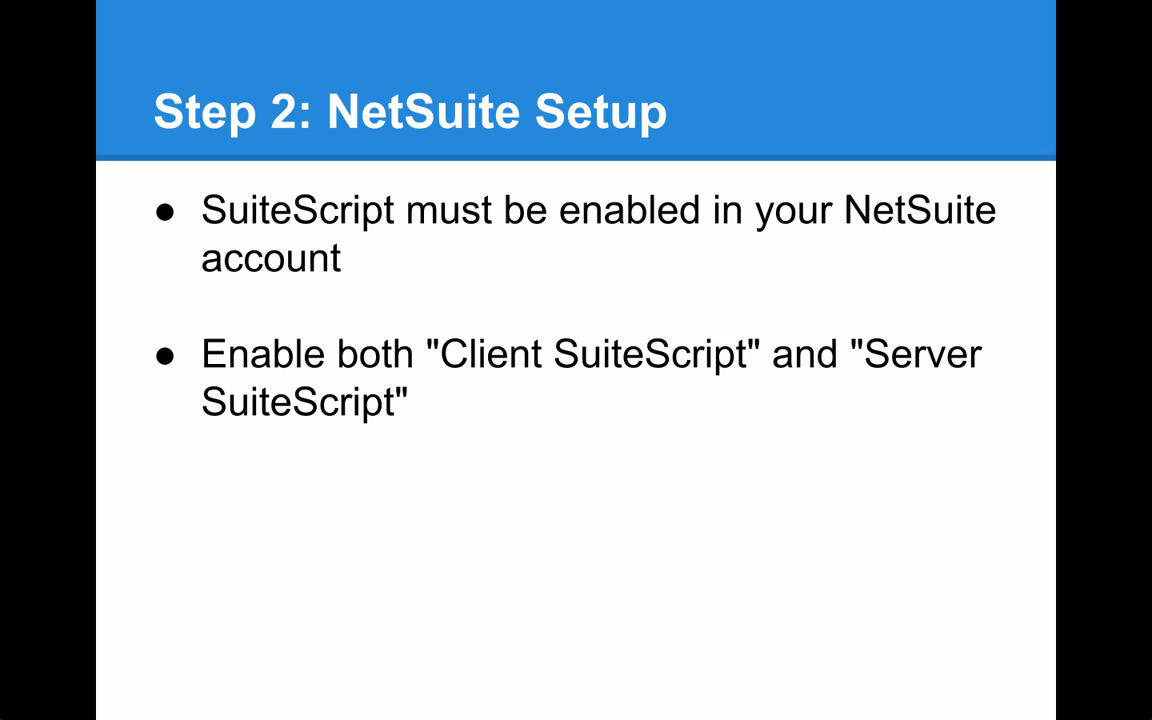 Step 2: NetSuite Setup
● SuiteScript must be enabled in your NetSuite
account
● Enable both "Client SuiteScript" and "Server
SuiteScript"